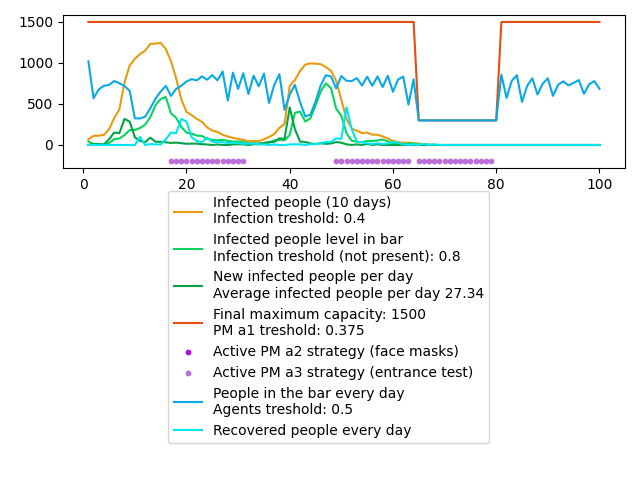 1500
1000
500
0
0 20 40 60 80 100
Infected people (10 days)
Infection treshold: 0.4
Infected people level in bar
Infection treshold (not present): 0.8
New infected people per day
Average infected people per day 27.34
Final maximum capacity: 1500
PM a1 treshold: 0.375
Active PM a2 strategy (face masks)
Active PM a3 strategy (entrance test)
People in the bar every day
Agents treshold: 0.5
Recovered people every day